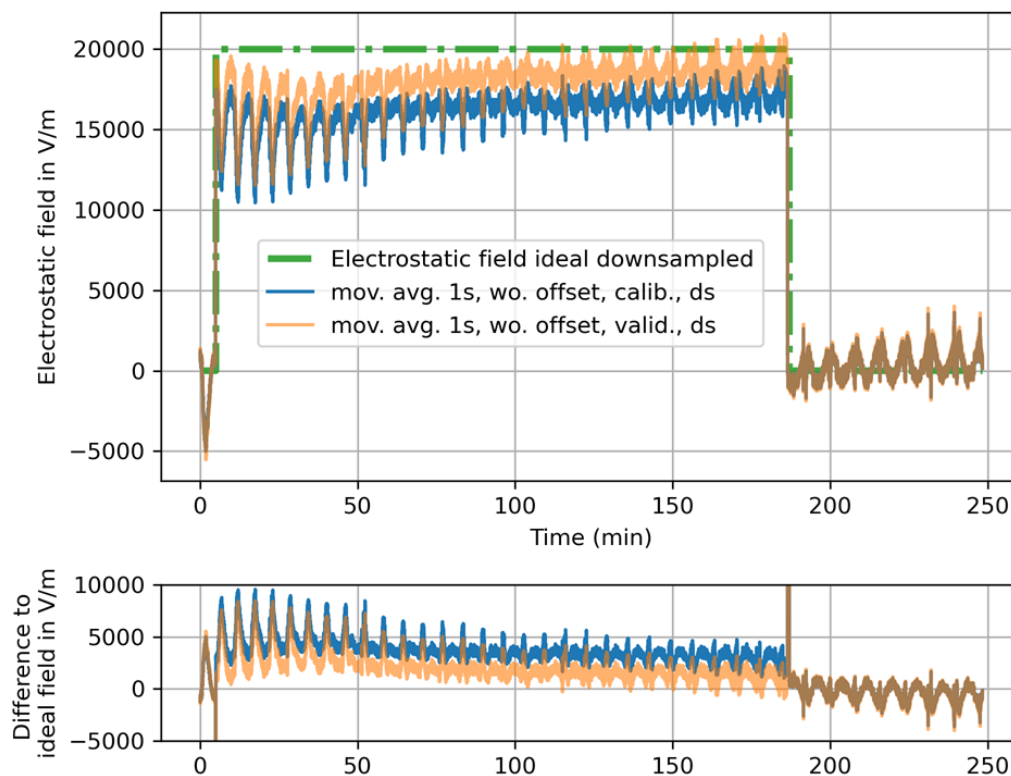 20000
15000
10000
5000
0
−5000
Electrostatic field in V/m
Electrostatic field ideal downsampled
mov. avg. 1s, wo. offset, calib., ds
mov. avg. 1s, wo. offset, valid., ds
0 50 100 150 200 250
Time (min)
10000
5000
0
−5000
Difference to
ideal field in V/m
0 50 100 150 200 250